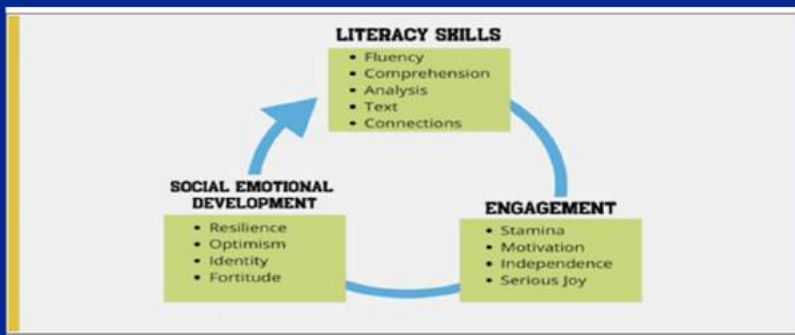 LITERACY SKILLS
• Fluency
• Comprehension
• Analysis
• Text
• Connections
SOCIAL EMOTIONAL
DEVELOPMENT
• Resilience
• Optimism
• Identity
• Fortitude
ENGAGEMENT
• Stamina
• Motivation
• Independence
• Serious Joy